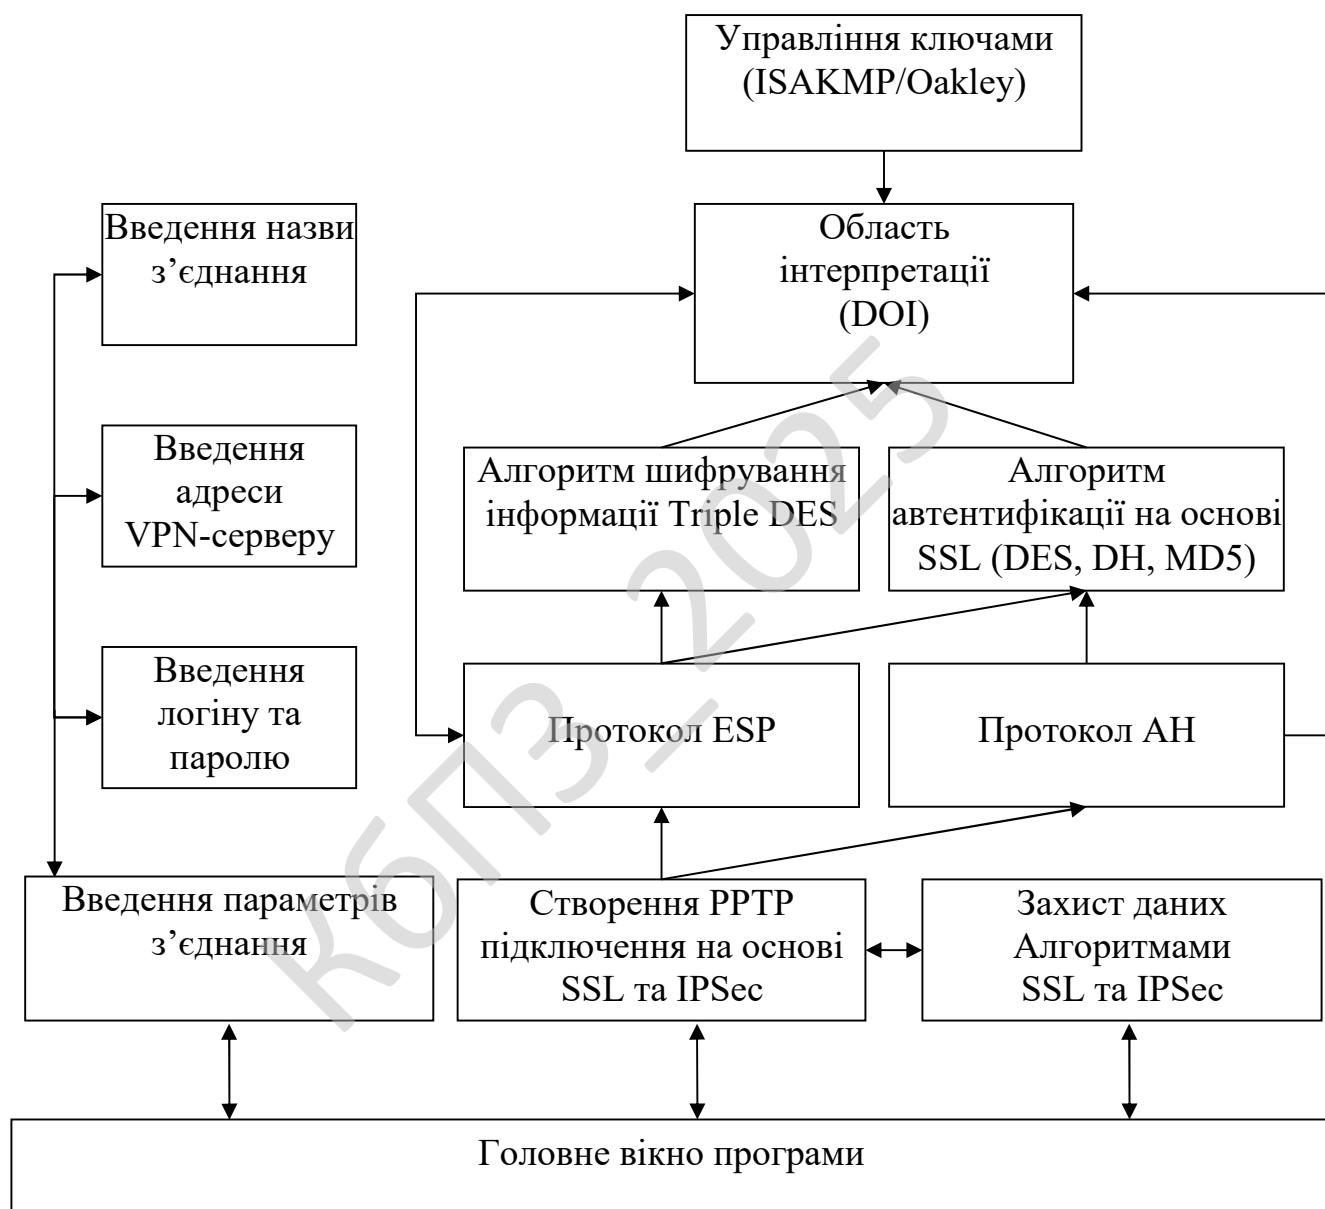 Управління ключами
(ISAKMP/Oakley)
Введення назви
з’єднання
Область
інтерпретації
(DOI)
Введення
адреси
VPN-серверу
Алгоритм шифрування
інформації Triple DES
Алгоритм
автентифікації на основі
SSL (DES, DH, MD5)
Введення
логіну та
паролю
Протокол ESP
Протокол AH
Введення параметрів
з’єднання
Створення PPTP
підключення на основі
SSL та IPSec
Захист даних
Алгоритмами
SSL та IPSec
Головне вікно програми
КбПЗ_2025